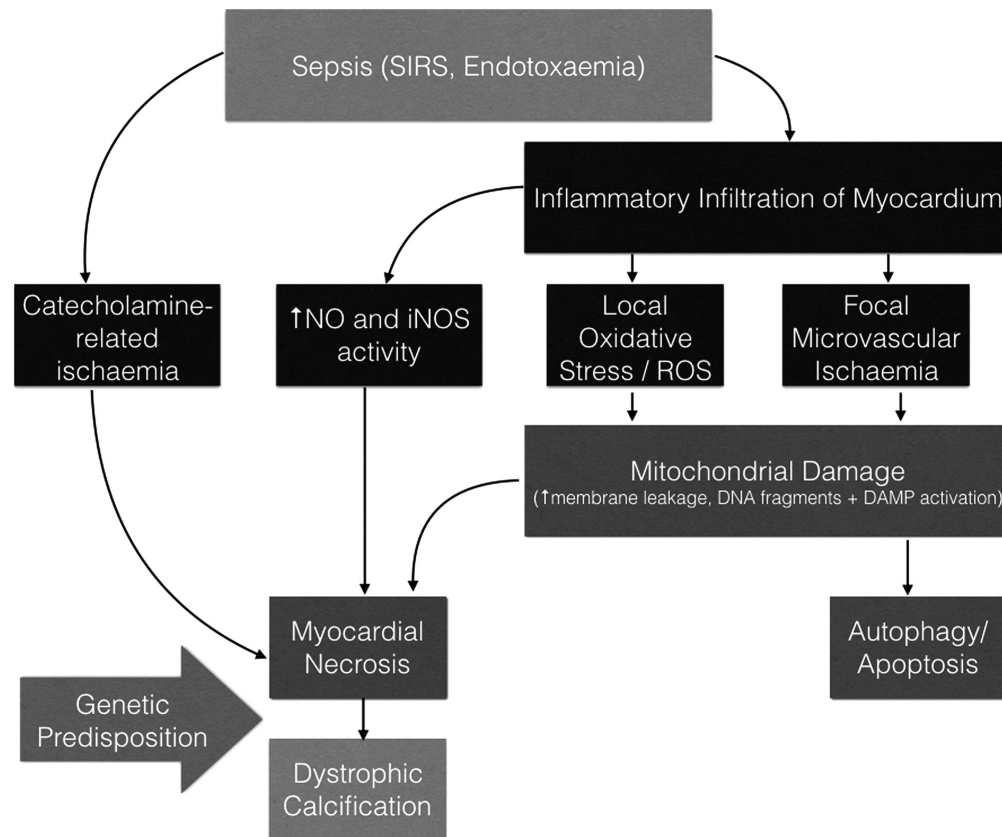 Sepsis (SIRS, Endotoxaemia)
Inflammatory Infiltration of Myocardium
Catecholamine-
related
ischaemia
↑NO and iNOS
activity
Local
Oxidative
Stress / ROS
Focal
Microvascular
Ischaemia
Mitochondrial Damage
(↑membrane leakage, DNA fragments + DAMP activation)
Myocardial
Necrosis
Autophagy/
Apoptosis
Genetic
Predisposition
Dystrophic
Calcification